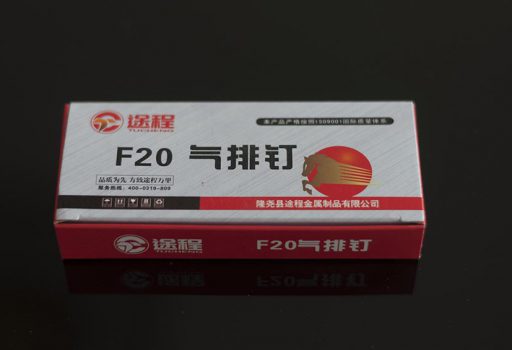 途程
TUCHENG
本产品严格按照ISO9001国际质量体系
F20 气排钉
品质为先 方致途程万里
服务热线：400-0319-809
隆尧县途程金属制品有限公司
途程
TUCHENG
F20气排钉